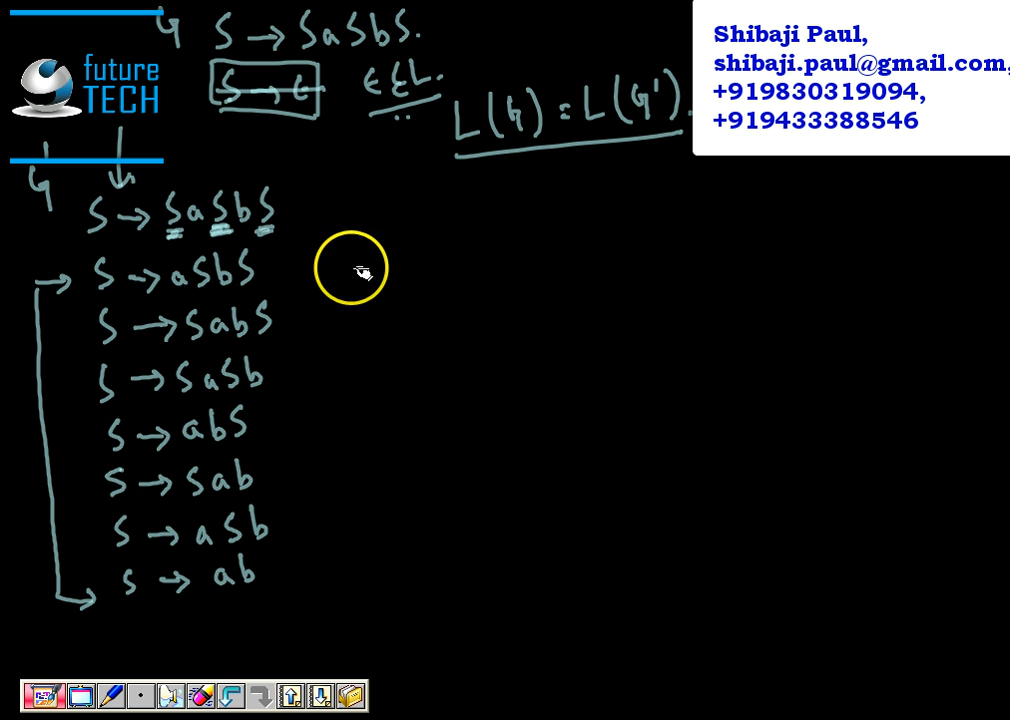 G S → SaSbS.
S → ε ε ∈ L.
L(G) = L(G').
future
TECH
Shibaji Paul,
shibaji.paul@gmail.com,
+919830319094,
+919433388546
G'
S → SaSbS
S → aSbS
S → SabS
S → SaSb
S → abS
S → Sab
S → aSb
S → ab